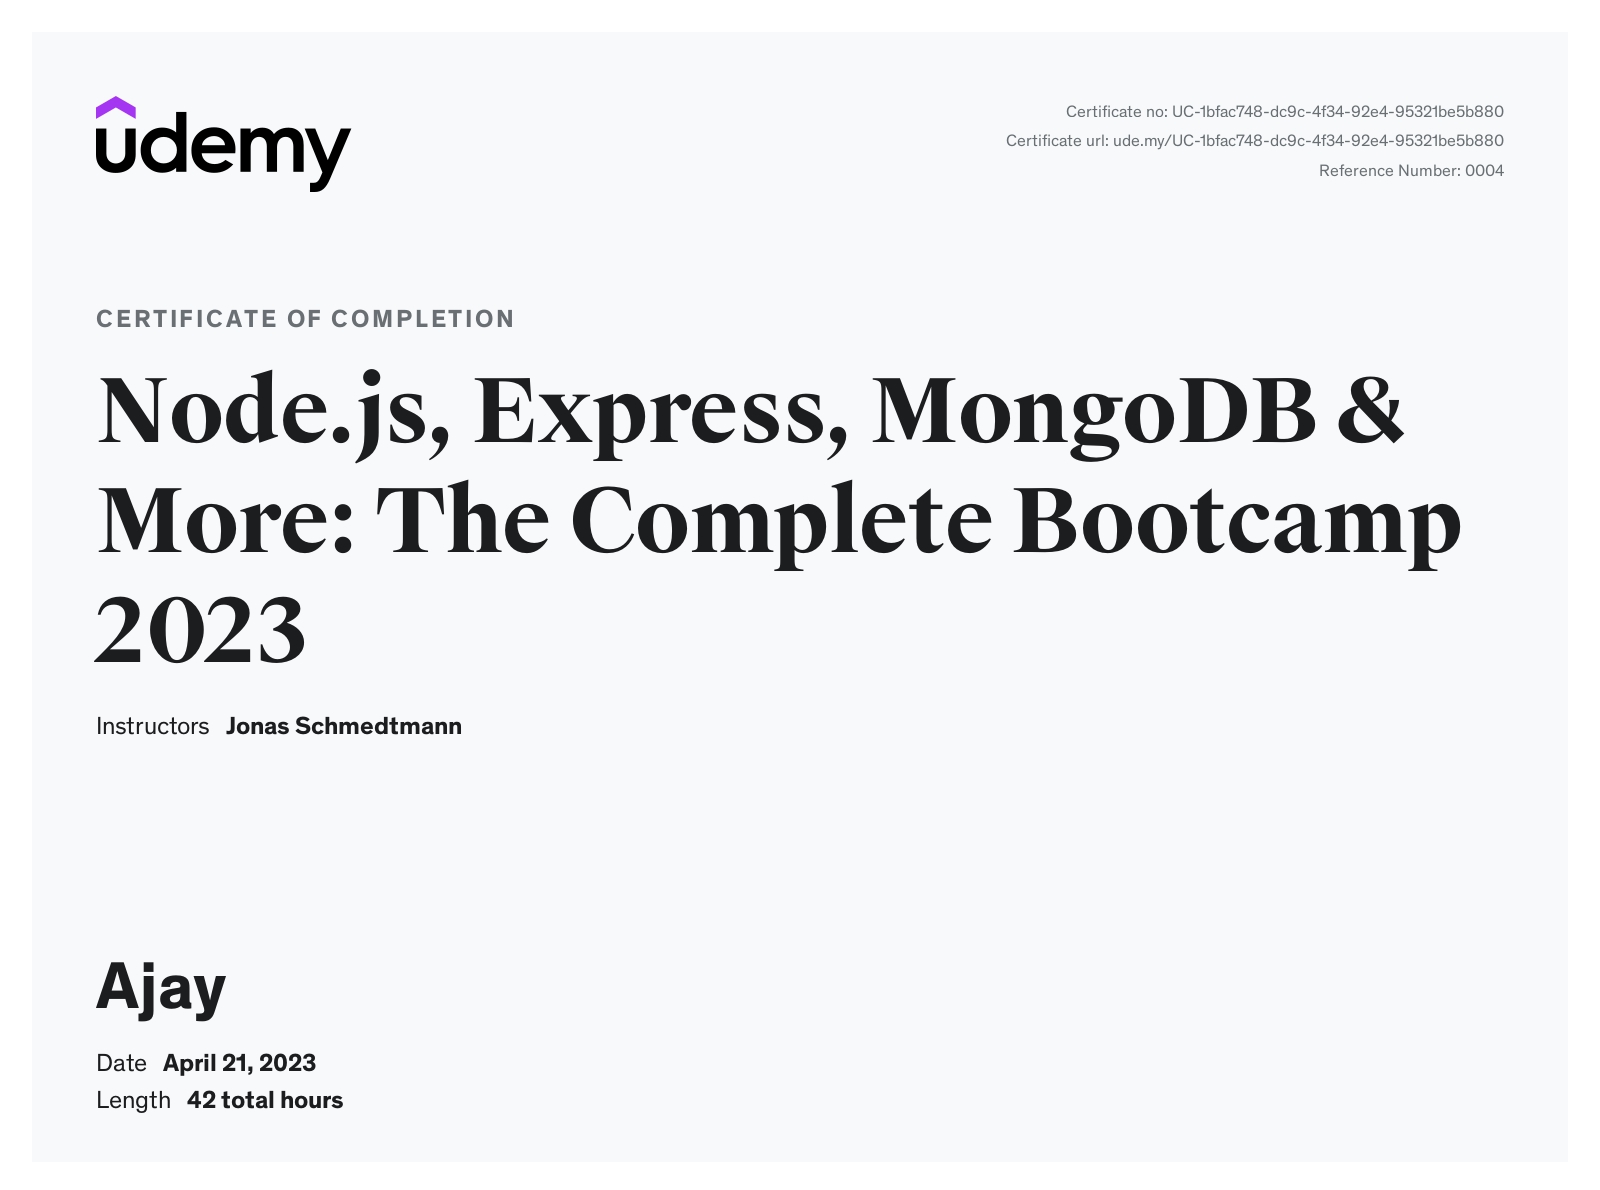 udemy
Certificate no: UC-1bfac748-dc9c-4f34-92e4-95321be5b880
Certificate url: ude.my/UC-1bfac748-dc9c-4f34-92e4-95321be5b880
Reference Number: 0004
CERTIFICATE OF COMPLETION
Node.js, Express, MongoDB &
More: The Complete Bootcamp
2023
Instructors Jonas Schmedtmann
Ajay
Date April 21, 2023
Length 42 total hours